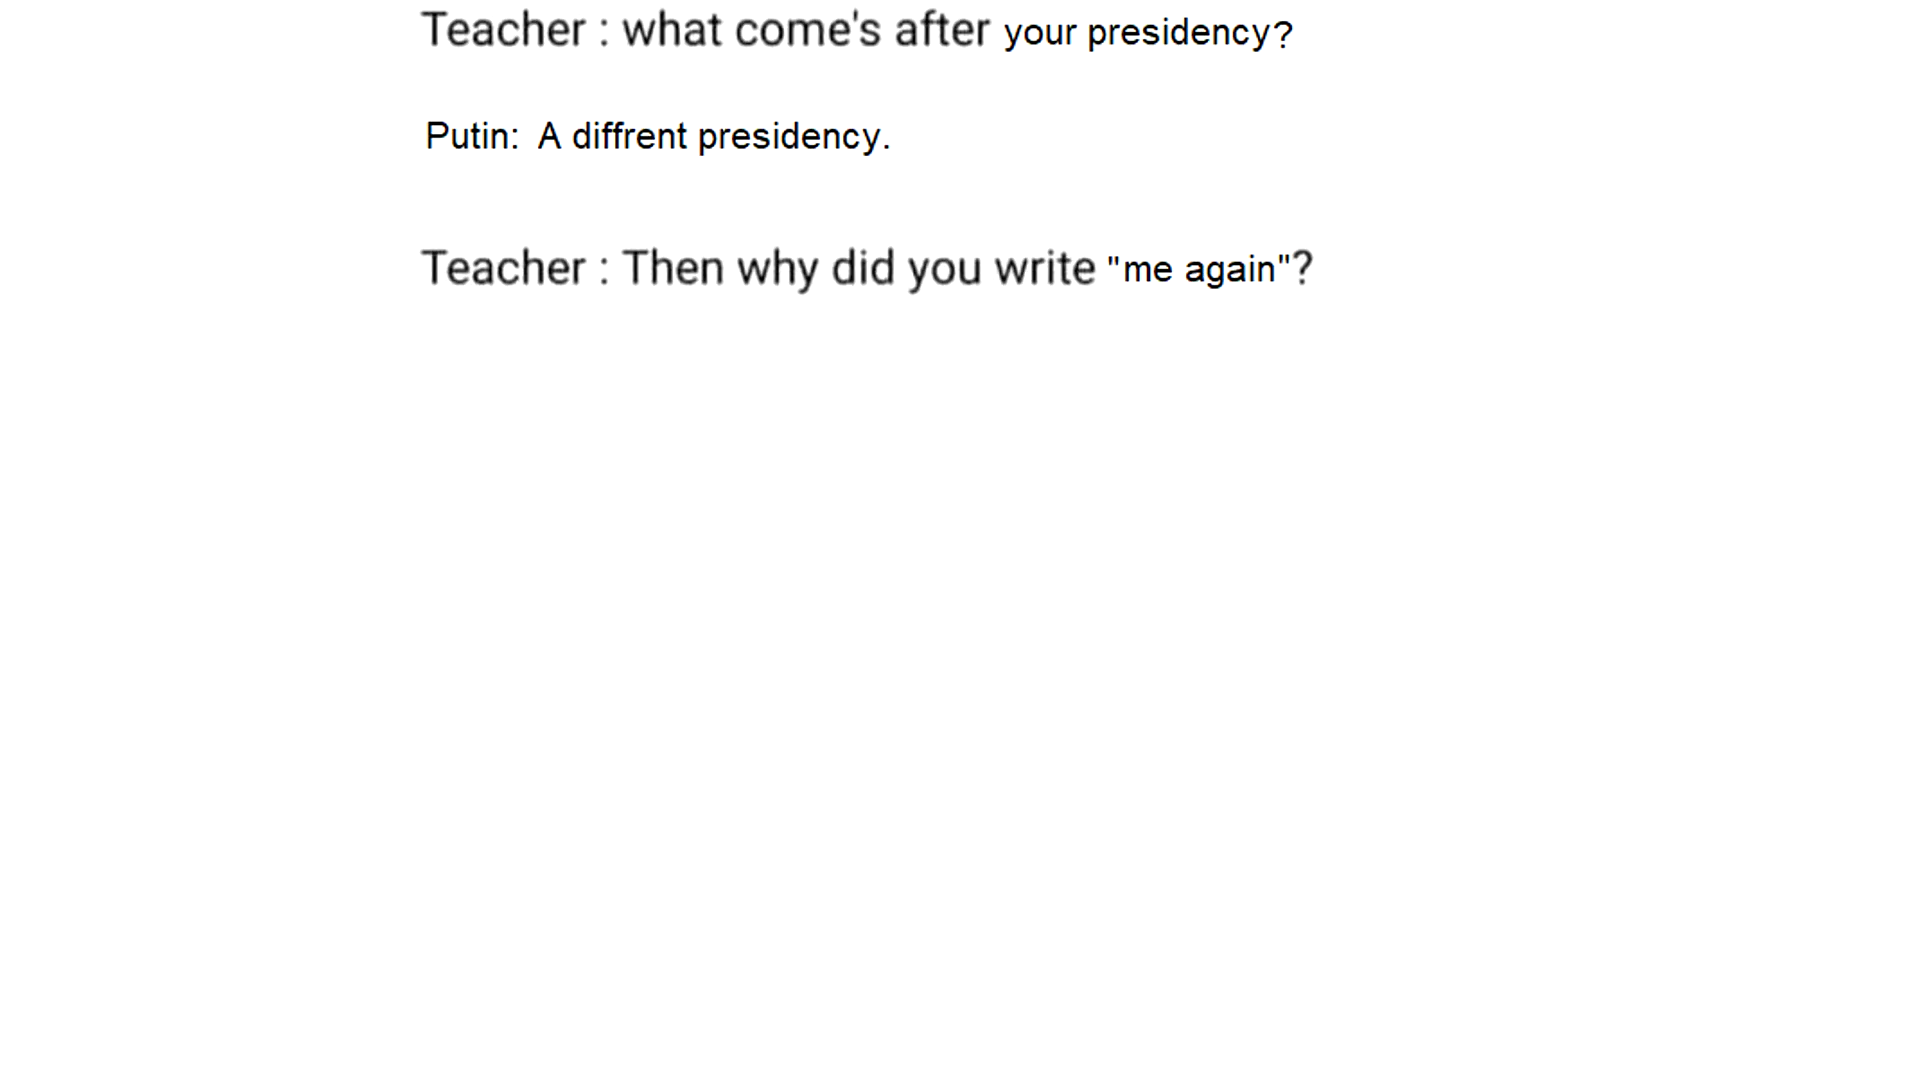 Teacher : what come's after your presidency?
Putin: A diffrent presidency.
Teacher : Then why did you write "me again"?